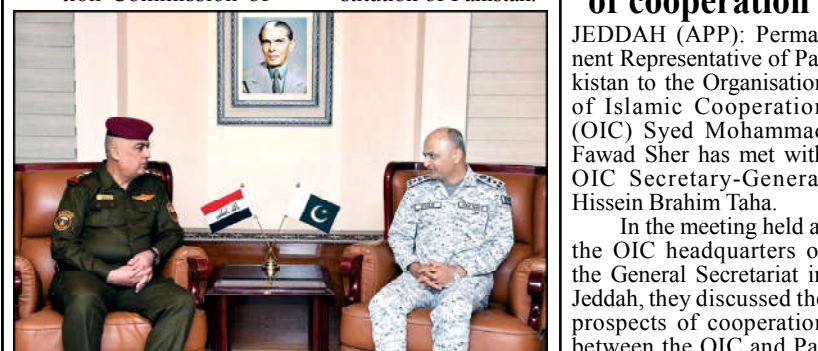 tion Commission of
stitution of Pakistan.
of cooperation
JEDDAH (APP): Perma
nent Representative of Pa
kistan to the Organisation
of Islamic Cooperation
(OIC) Syed Mohammad
Fawad Sher has met with
OIC Secretary-General
Hissein Brahim Taha.
In the meeting held a
the OIC headquarters o
the General Secretariat in
Jeddah, they discussed the
prospects of cooperation
between the OIC and Pa